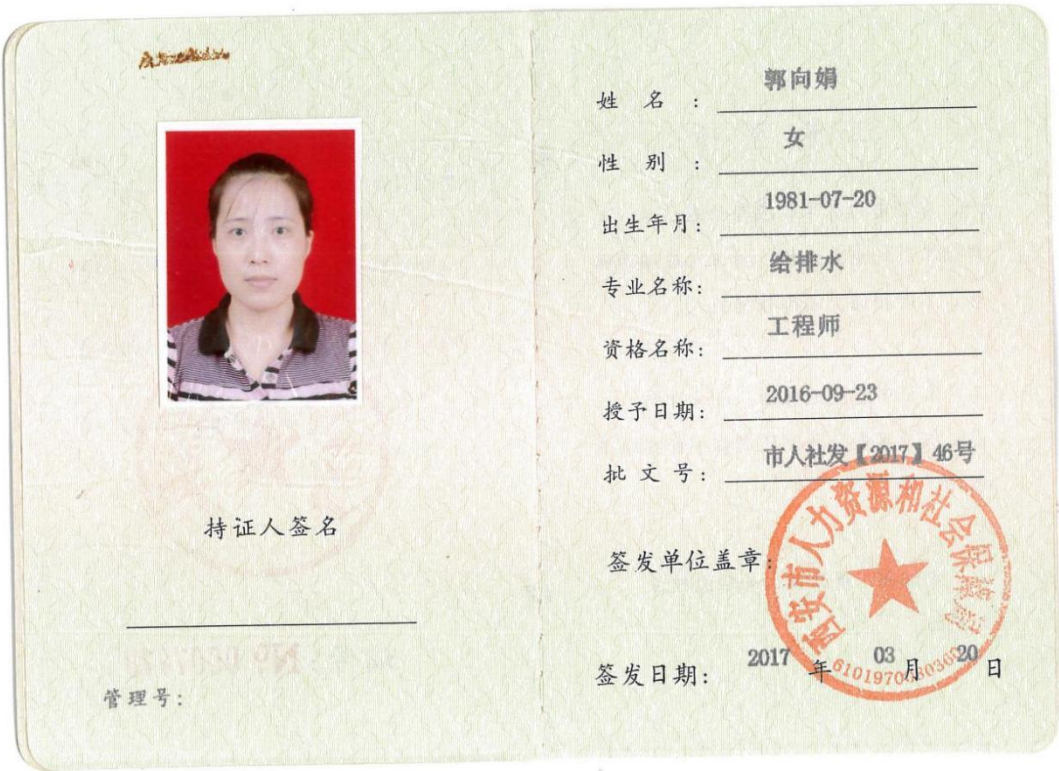 持证人签名
管理号：
姓 名 ： 郭向娟
性 别 ： 女
出生年月： 1981-07-20
专业名称： 给排水
资格名称： 工程师
授予日期： 2016-09-23
批 文 号： 市人社发【2017】46号
签发单位盖章：
西安市人力资源和社会保障局
签发日期： 2017 年 03 月 20 日